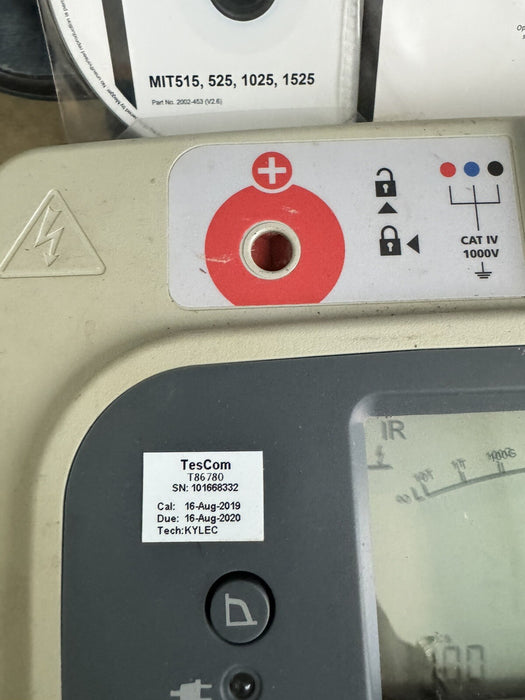 MIT515, 525, 1025, 1525
Part No. 2002-453 (V2.6)
CAT IV
1000V
IR
TesCom
T86780
SN: 101668332
Cal: 16-Aug-2019
Due: 16-Aug-2020
Tech:KYLEC
100